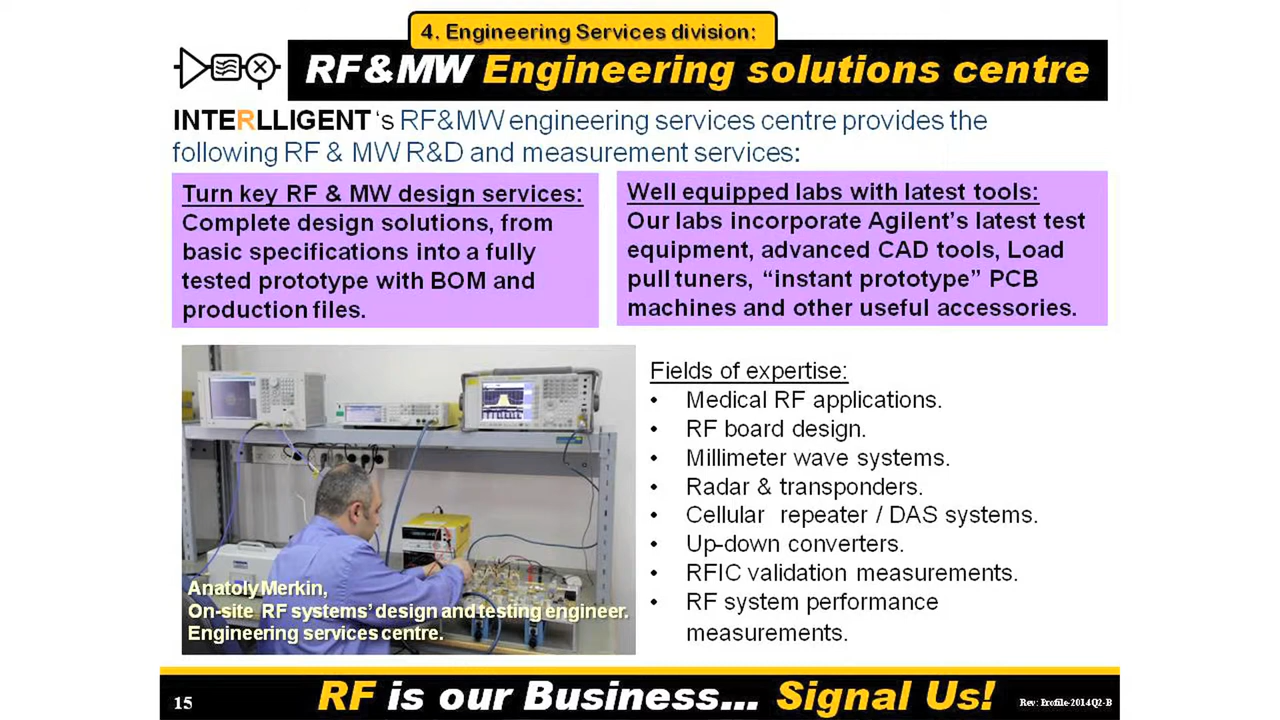 4. Engineering Services division:
RF&MW Engineering solutions centre
INTERLLIGENT ‘s RF&MW engineering services centre provides the
following RF & MW R&D and measurement services:
Turn key RF & MW design services:
Complete design solutions, from
basic specifications into a fully
tested prototype with BOM and
production files.
Well equipped labs with latest tools:
Our labs incorporate Agilent’s latest test
equipment, advanced CAD tools, Load
pull tuners, “instant prototype” PCB
machines and other useful accessories.
Anatoly Merkin,
On-site RF systems’ design and testing engineer.
Engineering services centre.
Fields of expertise:
• Medical RF applications.
• RF board design.
• Millimeter wave systems.
• Radar & transponders.
• Cellular repeater / DAS systems.
• Up-down converters.
• RFIC validation measurements.
• RF system performance
measurements.
15
RF is our Business... Signal Us!
Rev: Erofile-2014Q2-B